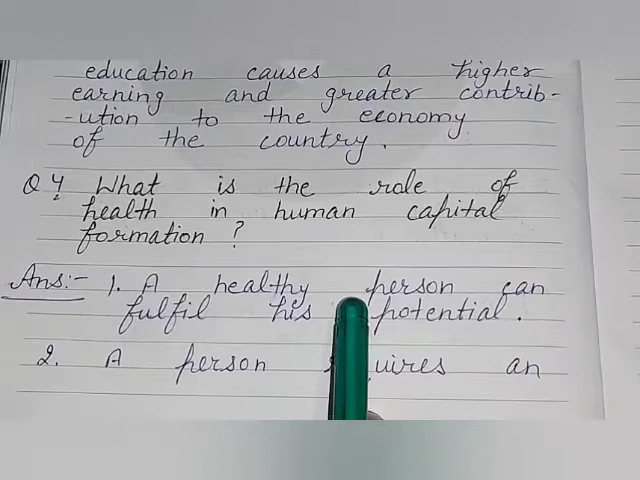 education causes a higher
earning and greater contrib-
-ution to the economy
of the country.
Q 4 What is the role of
health in human capital
formation ?
Ans:- 1. A healthy person can
fulfil his potential.
2. A person an